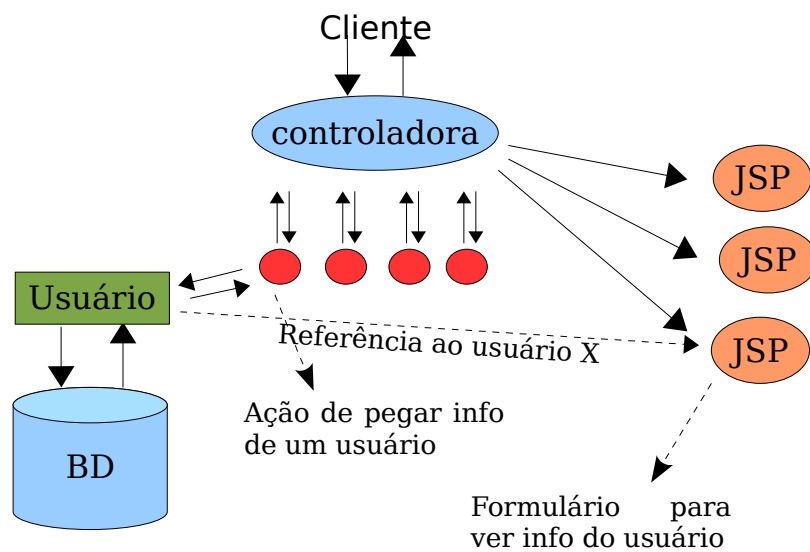 Cliente
controladora
JSP
JSP
JSP
Usuário
Referência ao usuário X
Ação de pegar info
de um usuário
BD
Formulário para
ver info do usuário